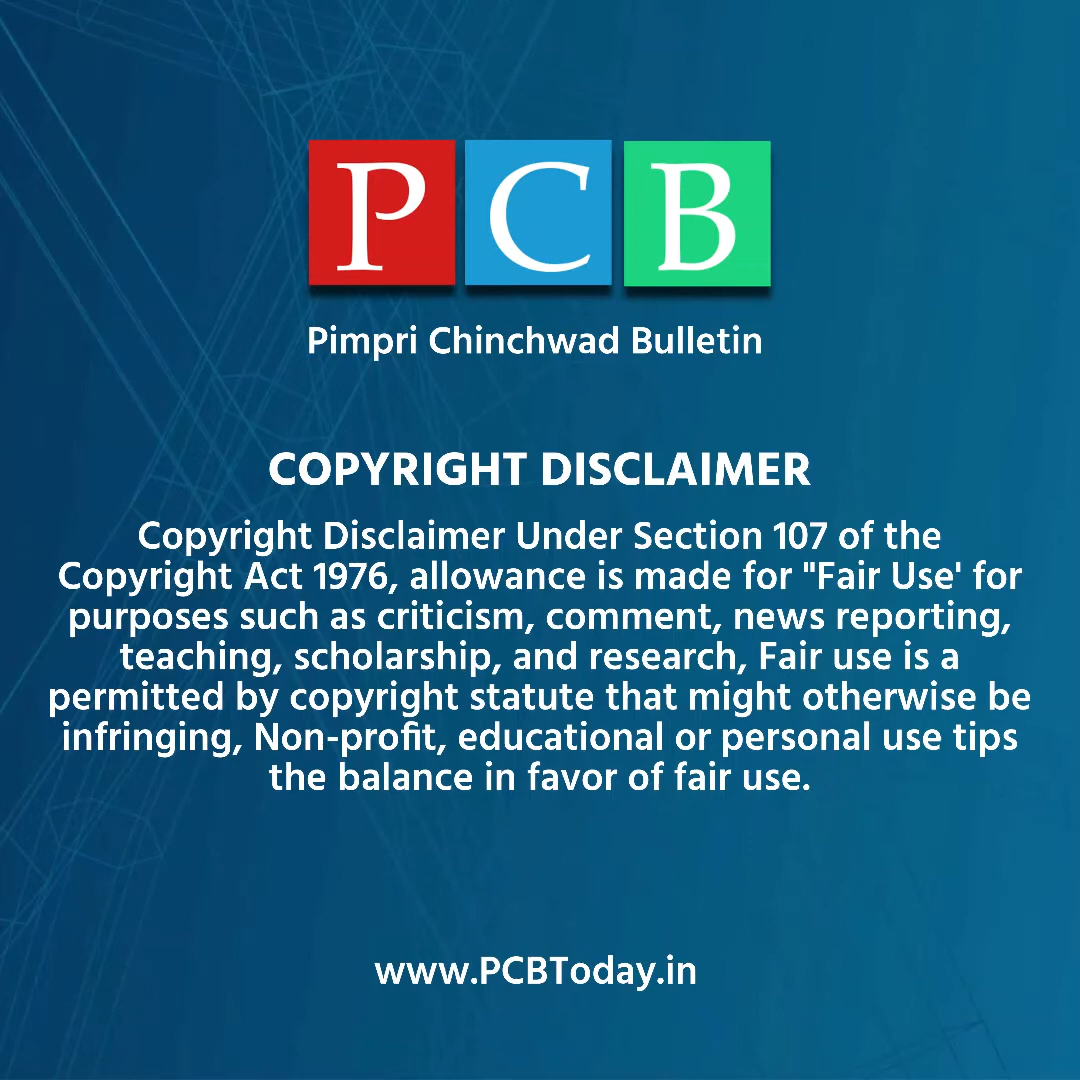 P C B
Pimpri Chinchwad Bulletin
COPYRIGHT DISCLAIMER
Copyright Disclaimer Under Section 107 of the
Copyright Act 1976, allowance is made for "Fair Use' for
purposes such as criticism, comment, news reporting,
teaching, scholarship, and research, Fair use is a
permitted by copyright statute that might otherwise be
infringing, Non-profit, educational or personal use tips
the balance in favor of fair use.
www.PCBToday.in